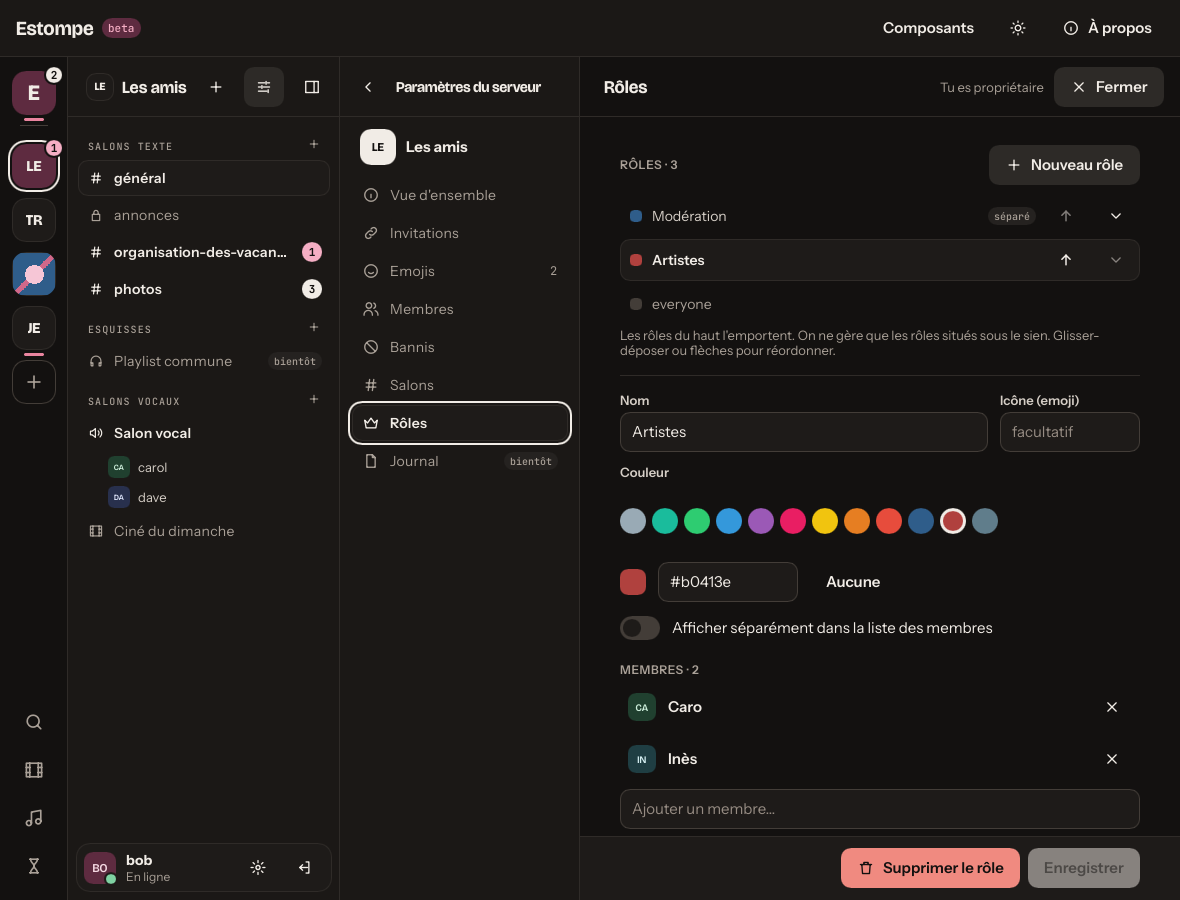 Estompe beta
Composants
À propos
E
2
LE
1
TR
JE
LE Les amis
SALONS TEXTE
général
annonces
organisation-des-vacan... 1
photos 3
ESQUISSES
Playlist commune bientôt
SALONS VOCAUX
Salon vocal
CA carol
DA dave
Ciné du dimanche
BO bob
En ligne
Paramètres du serveur
LE Les amis
Vue d'ensemble
Invitations
Emojis 2
Membres
Bannis
Salons
Rôles
Journal bientôt
Rôles
Tu es propriétaire
Fermer
RÔLES · 3
Nouveau rôle
Modération séparé
Artistes
everyone
Les rôles du haut l'emportent. On ne gère que les rôles situés sous le sien. Glisser-
déposer ou flèches pour réordonner.
Nom
Icône (emoji)
Artistes
facultatif
Couleur
#b0413e
Aucune
Afficher séparément dans la liste des membres
MEMBRES · 2
CA Caro
IN Inès
Ajouter un membre...
Supprimer le rôle
Enregistrer